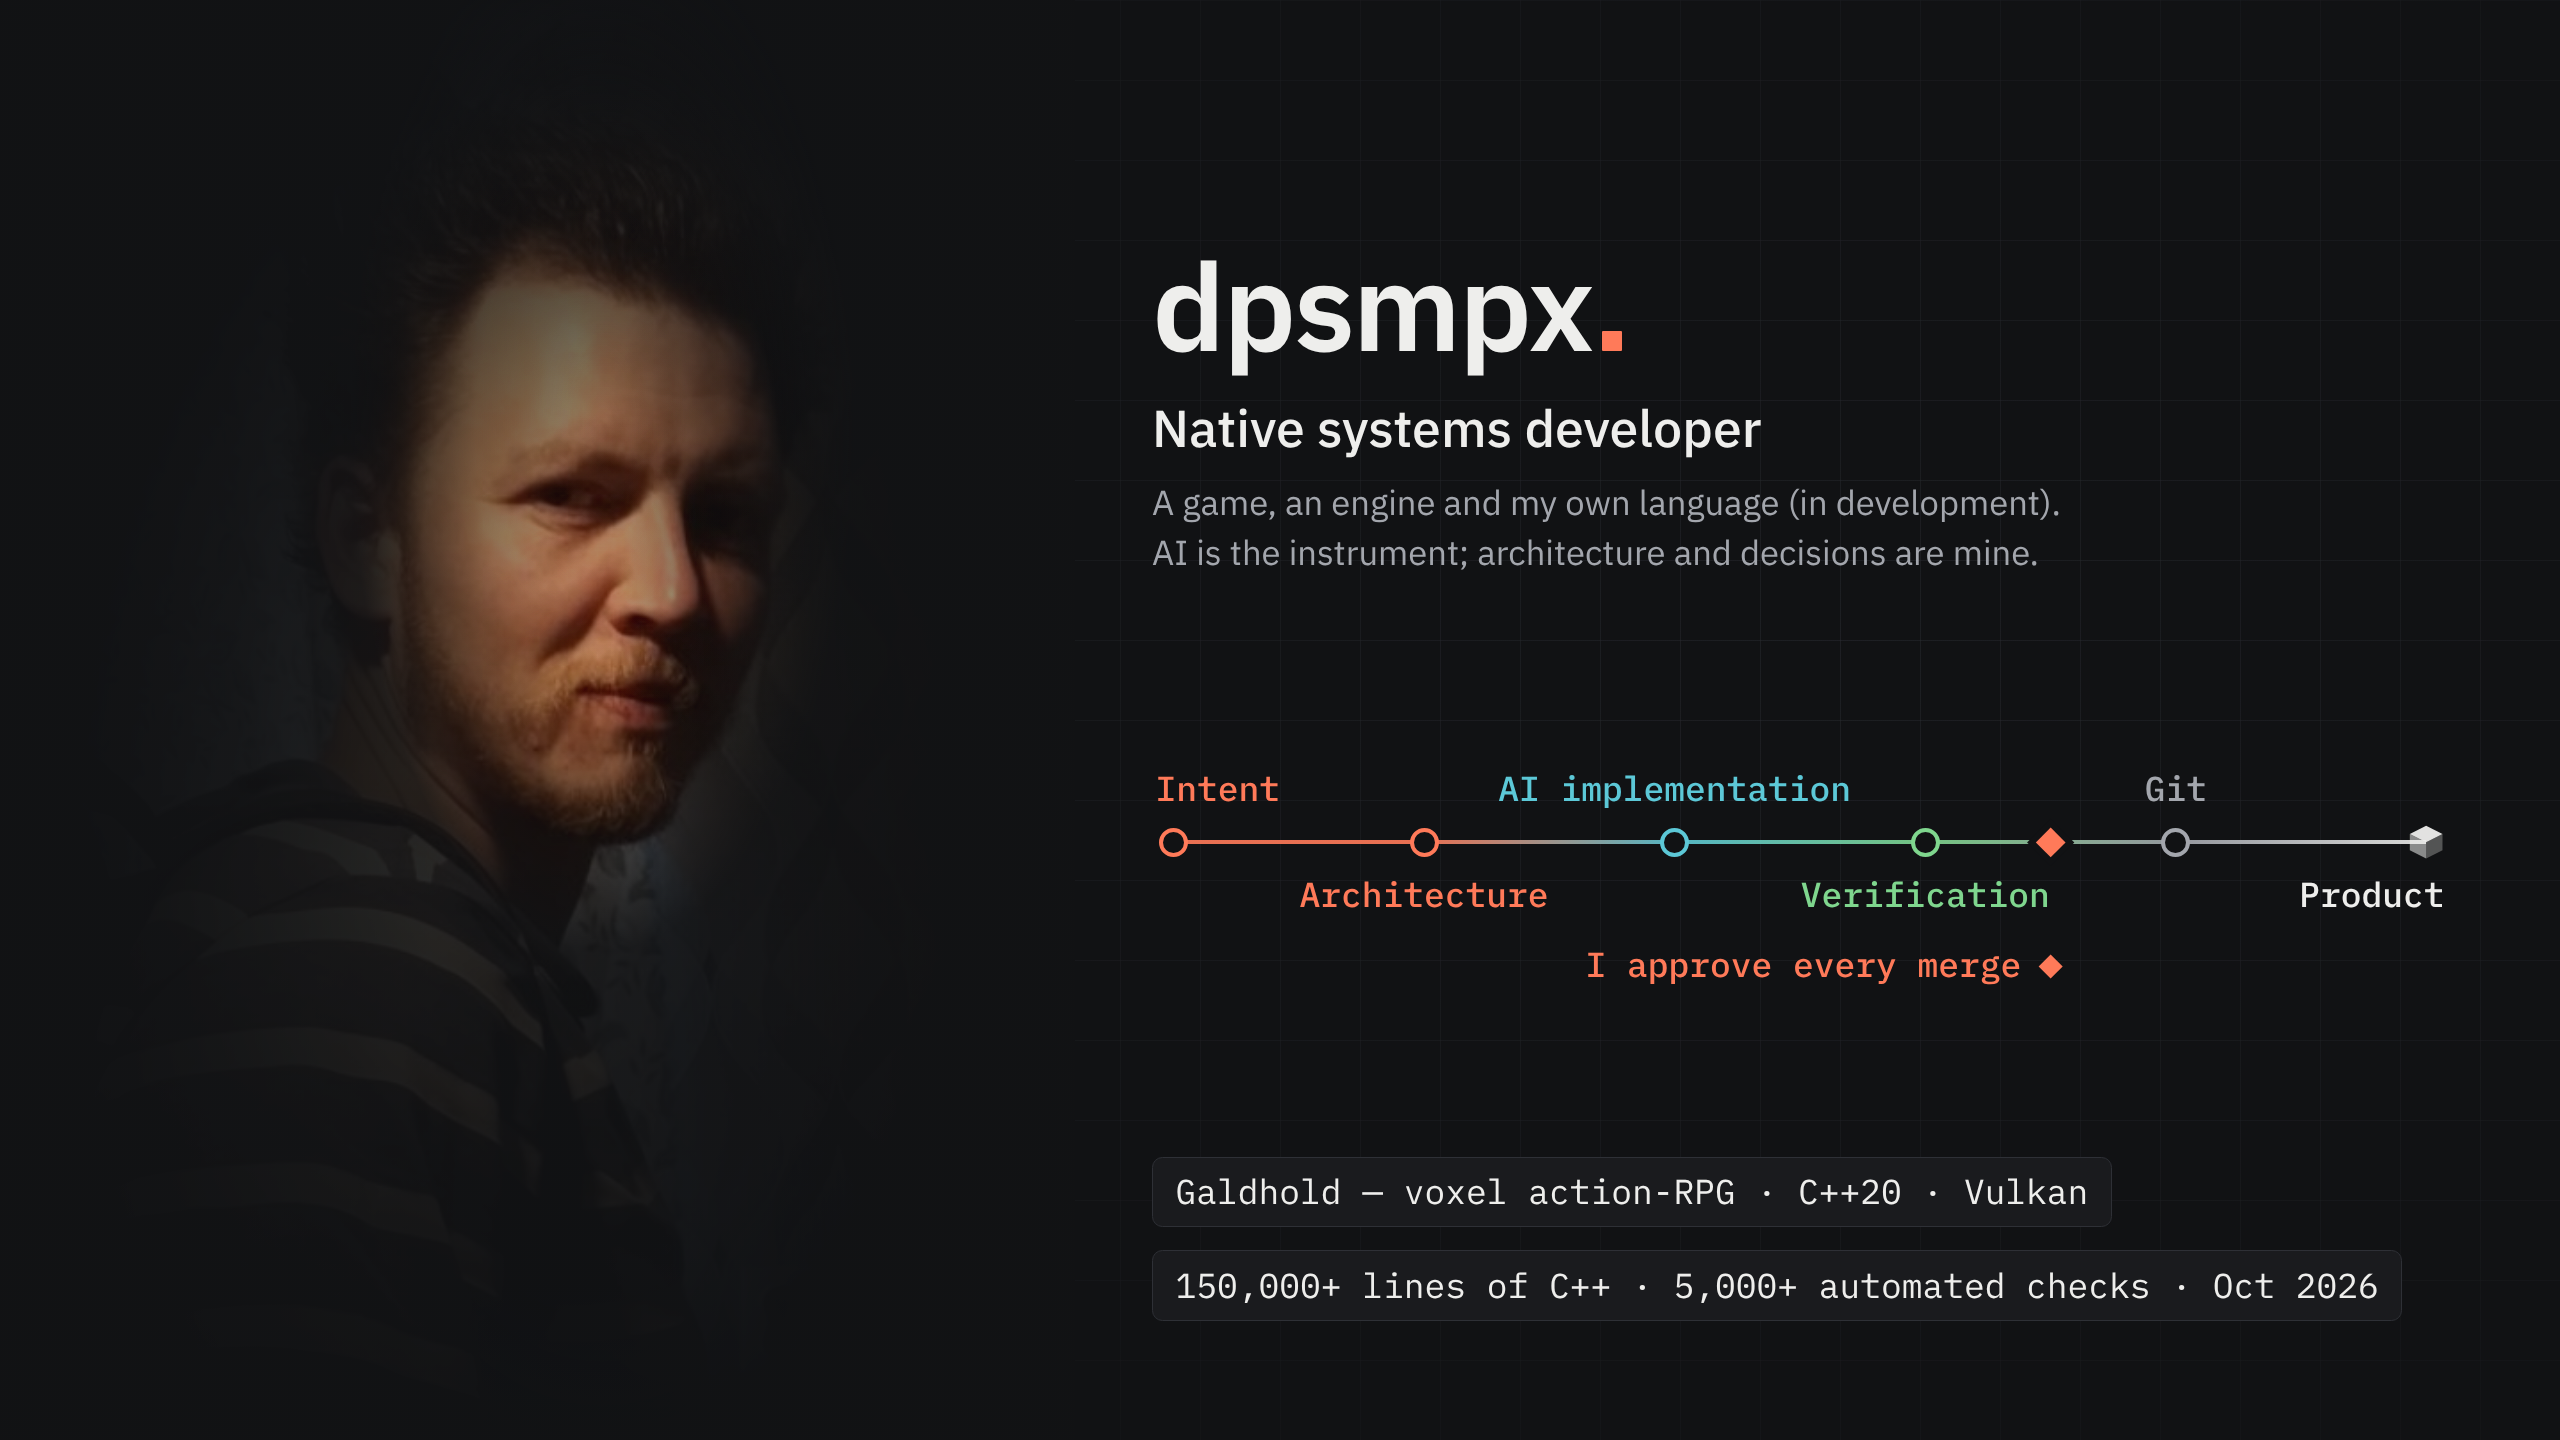 dpsmpx.
Native systems developer
A game, an engine and my own language (in development).
AI is the instrument; architecture and decisions are mine.
Intent
AI implementation
Git
Architecture
Verification
Product
I approve every merge ◆
Galdhold — voxel action-RPG · C++20 · Vulkan
150,000+ lines of C++ · 5,000+ automated checks · Oct 2026